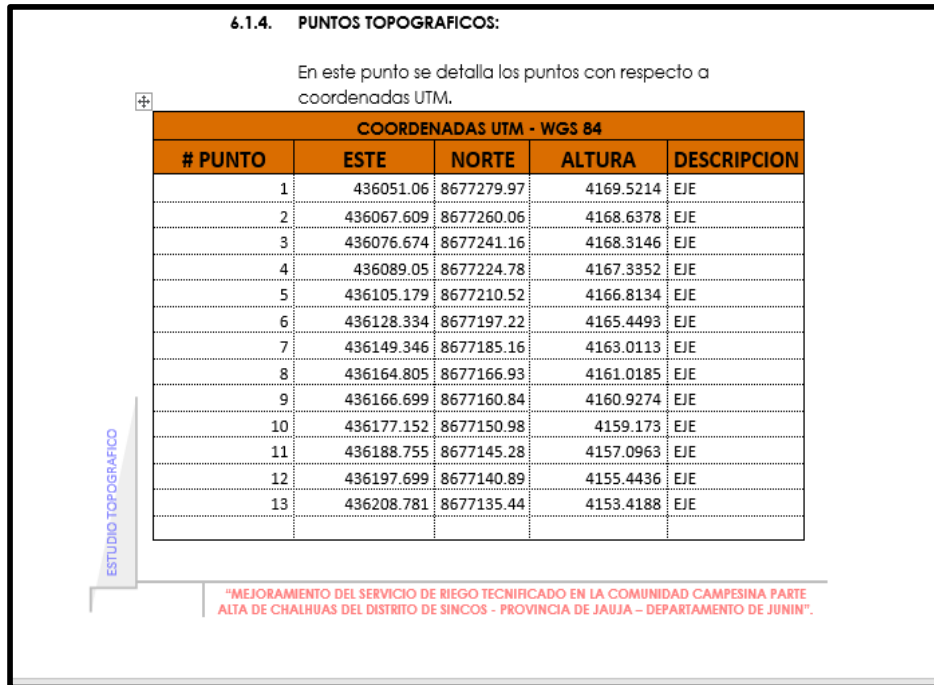 6.1.4. PUNTOS TOPOGRAFICOS:
En este punto se detalla los puntos con respecto a
coordenadas UTM.
COORDENADAS UTM - WGS 84
# PUNTO ESTE NORTE ALTURA DESCRIPCION
1 436051.06 8677279.97 4169.5214 EJE
2 436067.609 8677260.06 4168.6378 EJE
3 436076.674 8677241.16 4168.3146 EJE
4 436089.05 8677224.78 4167.3352 EJE
5 436105.179 8677210.52 4166.8134 EJE
6 436128.334 8677197.22 4165.4493 EJE
7 436149.346 8677185.16 4163.0113 EJE
8 436164.805 8677166.93 4161.0185 EJE
9 436166.699 8677160.84 4160.9274 EJE
10 436177.152 8677150.98 4159.173 EJE
11 436188.755 8677145.28 4157.0963 EJE
12 436197.699 8677140.89 4155.4436 EJE
13 436208.781 8677135.44 4153.4188 EJE
ESTUDIO TOPOGRAFICO
“MEJORAMIENTO DEL SERVICIO DE RIEGO TECNIFICADO EN LA COMUNIDAD CAMPESINA PARTE
ALTA DE CHALHUAS DEL DISTRITO DE SINCOS - PROVINCIA DE JAUJA – DEPARTAMENTO DE JUNIN”.